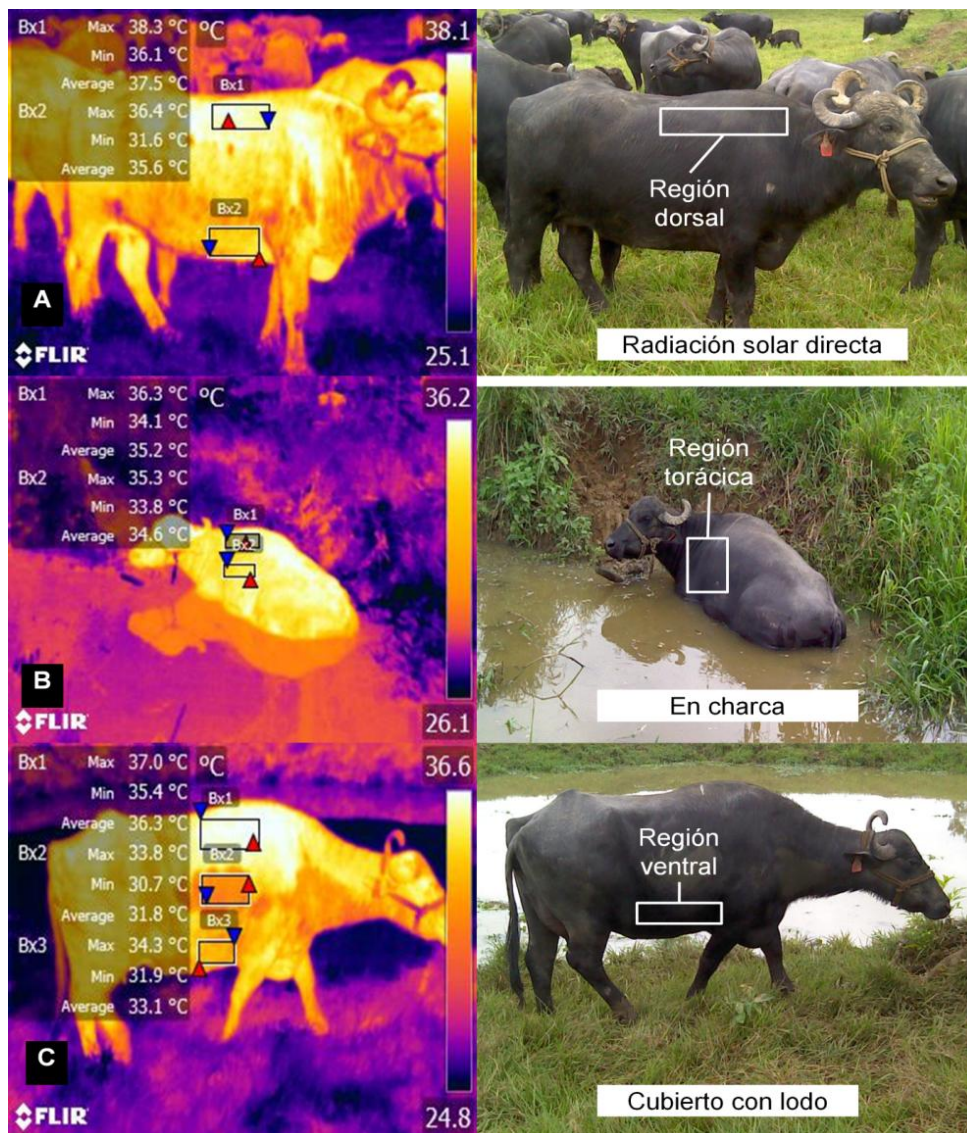 Bx1 Max 38.3 °C °C 38.1
Min 36.1 °C
Average 37.5 °C
Bx2 Max 36.4 °C
Min 31.6 °C
Average 35.6 °C
Bx1
Bx2
A
FLIR 25.1
Región
dorsal
Radiación solar directa
Bx1 Max 36.3 °C °C 36.2
Min 34.1 °C
Average 35.2 °C
Bx2 Max 35.3 °C
Min 33.8 °C
Average 34.6 °C
Bx1
Bx2
B
FLIR 26.1
Región
torácica
En charca
Bx1 Max 37.0 °C °C 36.6
Min 35.4 °C
Average 36.3 °C
Bx2 Max 33.8 °C
Min 30.7 °C
Average 31.8 °C
Bx3 Max 34.3 °C
Min 31.9 °C
Average 33.1 °C
Bx1
Bx2
Bx3
C
FLIR 24.8
Región
ventral
Cubierto con lodo